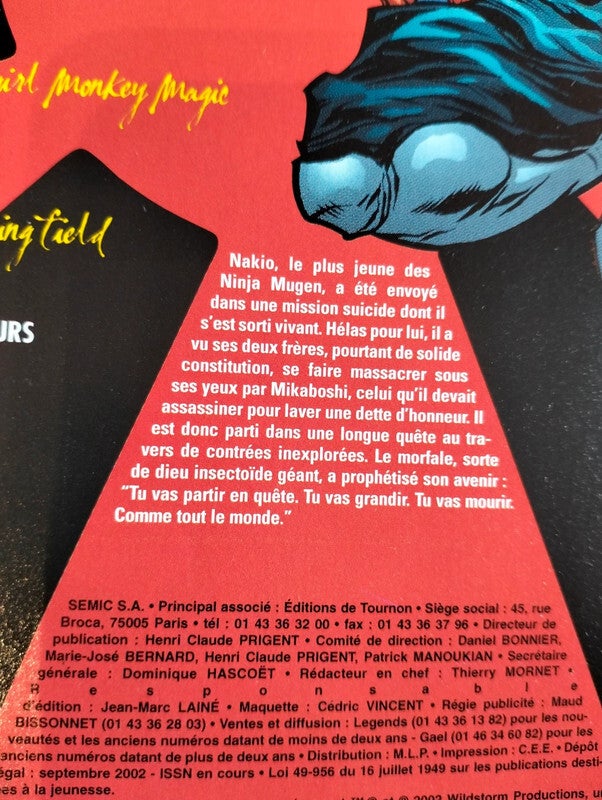 Monkey Magic
field
Nakio, le plus jeune des
Ninja Mugen, a été envoyé
dans une mission suicide dont il
s'est sorti vivant. Hélas pour lui, il a
vu ses deux frères, pourtant de solide
constitution, se faire massacrer sous
ses yeux par Mikaboshi, celui qu'il devait
assassiner pour laver une dette d'honneur. Il
est donc parti dans une longue quête au tra-
vers de contrées inexplorées. Le morfale, sorte
de dieu insectoïde géant, a prophétisé son avenir :
"Tu vas partir en quête. Tu vas grandir. Tu vas mourir.
Comme tout le monde."
SEMIC S.A. • Principal associé : Éditions de Tournon • Siège social : 45, rue
Broca, 75005 Paris • tél : 01 43 36 32 00 • fax : 01 43 36 37 96 • Directeur de
publication : Henri Claude PRIGENT • Comité de direction : Daniel BONNIER,
Marie-José BERNARD, Henri Claude PRIGENT, Patrick MANOUKIAN • Secrétaire
générale : Dominique HASCOËT • Rédacteur en chef : Thierry MORNET •
R e s p o n s a b l e
d'édition : Jean-Marc LAINÉ • Maquette : Cédric VINCENT • Régie publicité : Maud
BISSONNET (01 43 36 28 03) • Ventes et diffusion : Legends (01 43 36 13 82) pour les nou-
veautés et les anciens numéros datant de moins de deux ans - Gael (01 46 34 60 82) pour les
anciens numéros datant de plus de deux ans • Distribution : M.L.P. • Impression : C.E.E. • Dépôt
égal : septembre 2002 - ISSN en cours • Loi 49-956 du 16 juillet 1949 sur les publications desti-
ées à la jeunesse.
Wildstorm Productions,